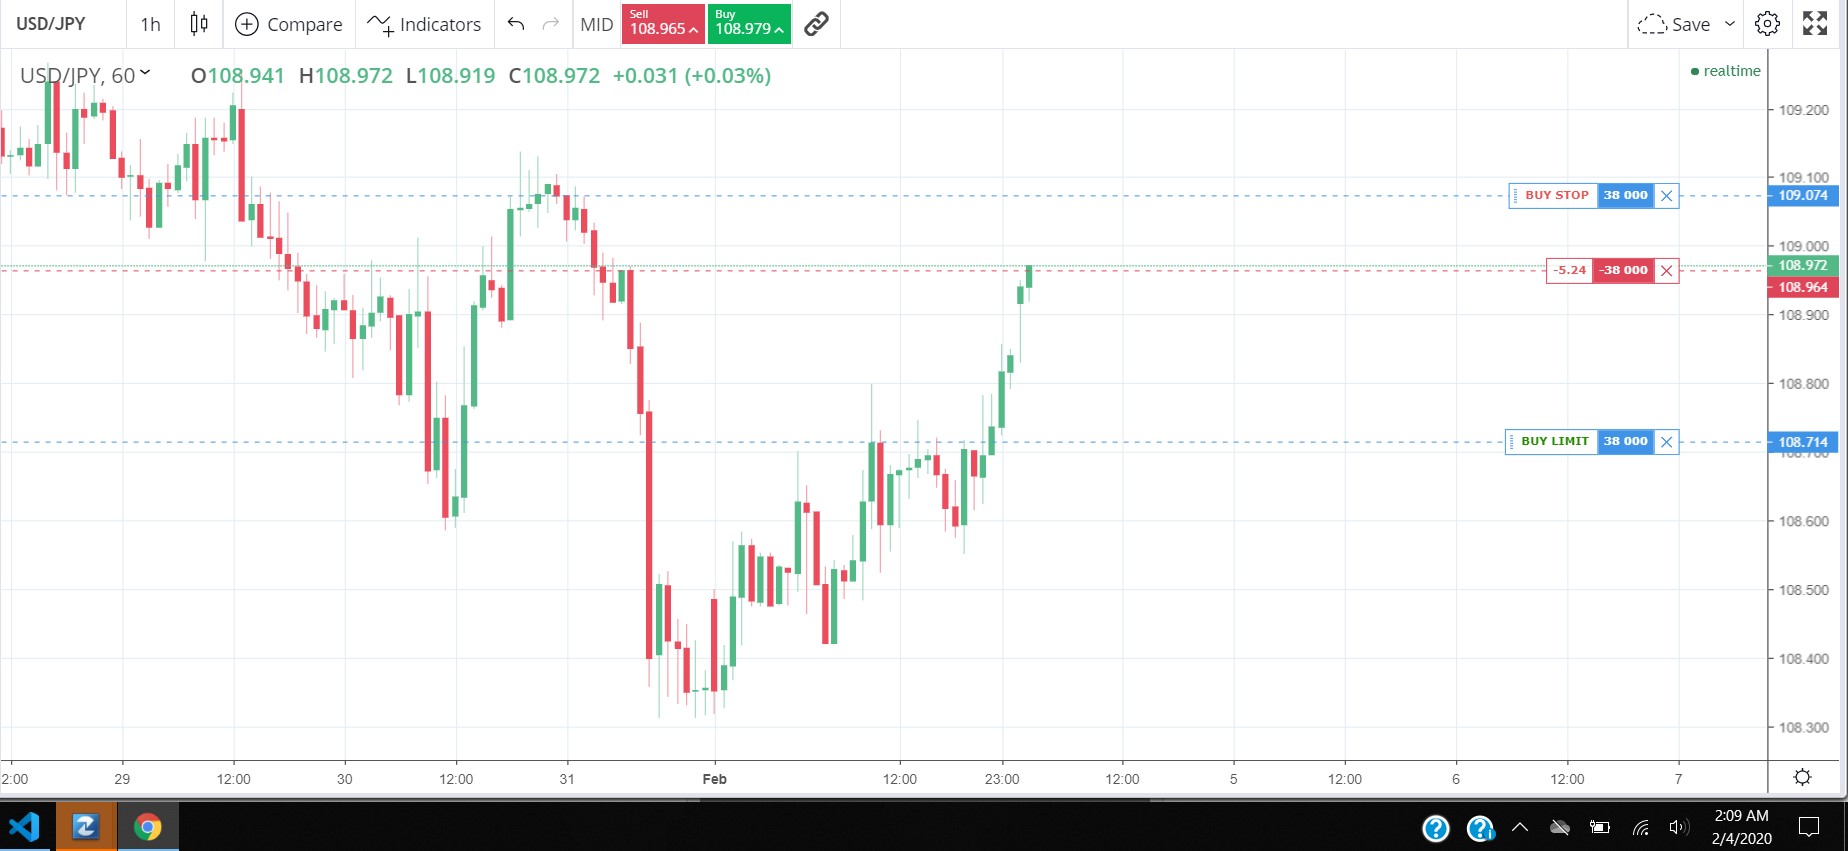 USD/JPY 1h Compare Indicators MID Sell 108.965 Buy 108.979 Save
USD/JPY, 60 O108.941 H108.972 L108.919 C108.972 +0.031 (+0.03%)
realtime
109.200
109.100
BUY STOP 38 000 109.074
109.000
108.972
-5.24 -38 000
108.964
108.900
108.800
BUY LIMIT 38 000 108.714
108.700
108.600
108.500
108.400
108.300
2:00 29 12:00 30 12:00 31 Feb 12:00 23:00 12:00 5 12:00 6 12:00 7
2:09 AM
2/4/2020